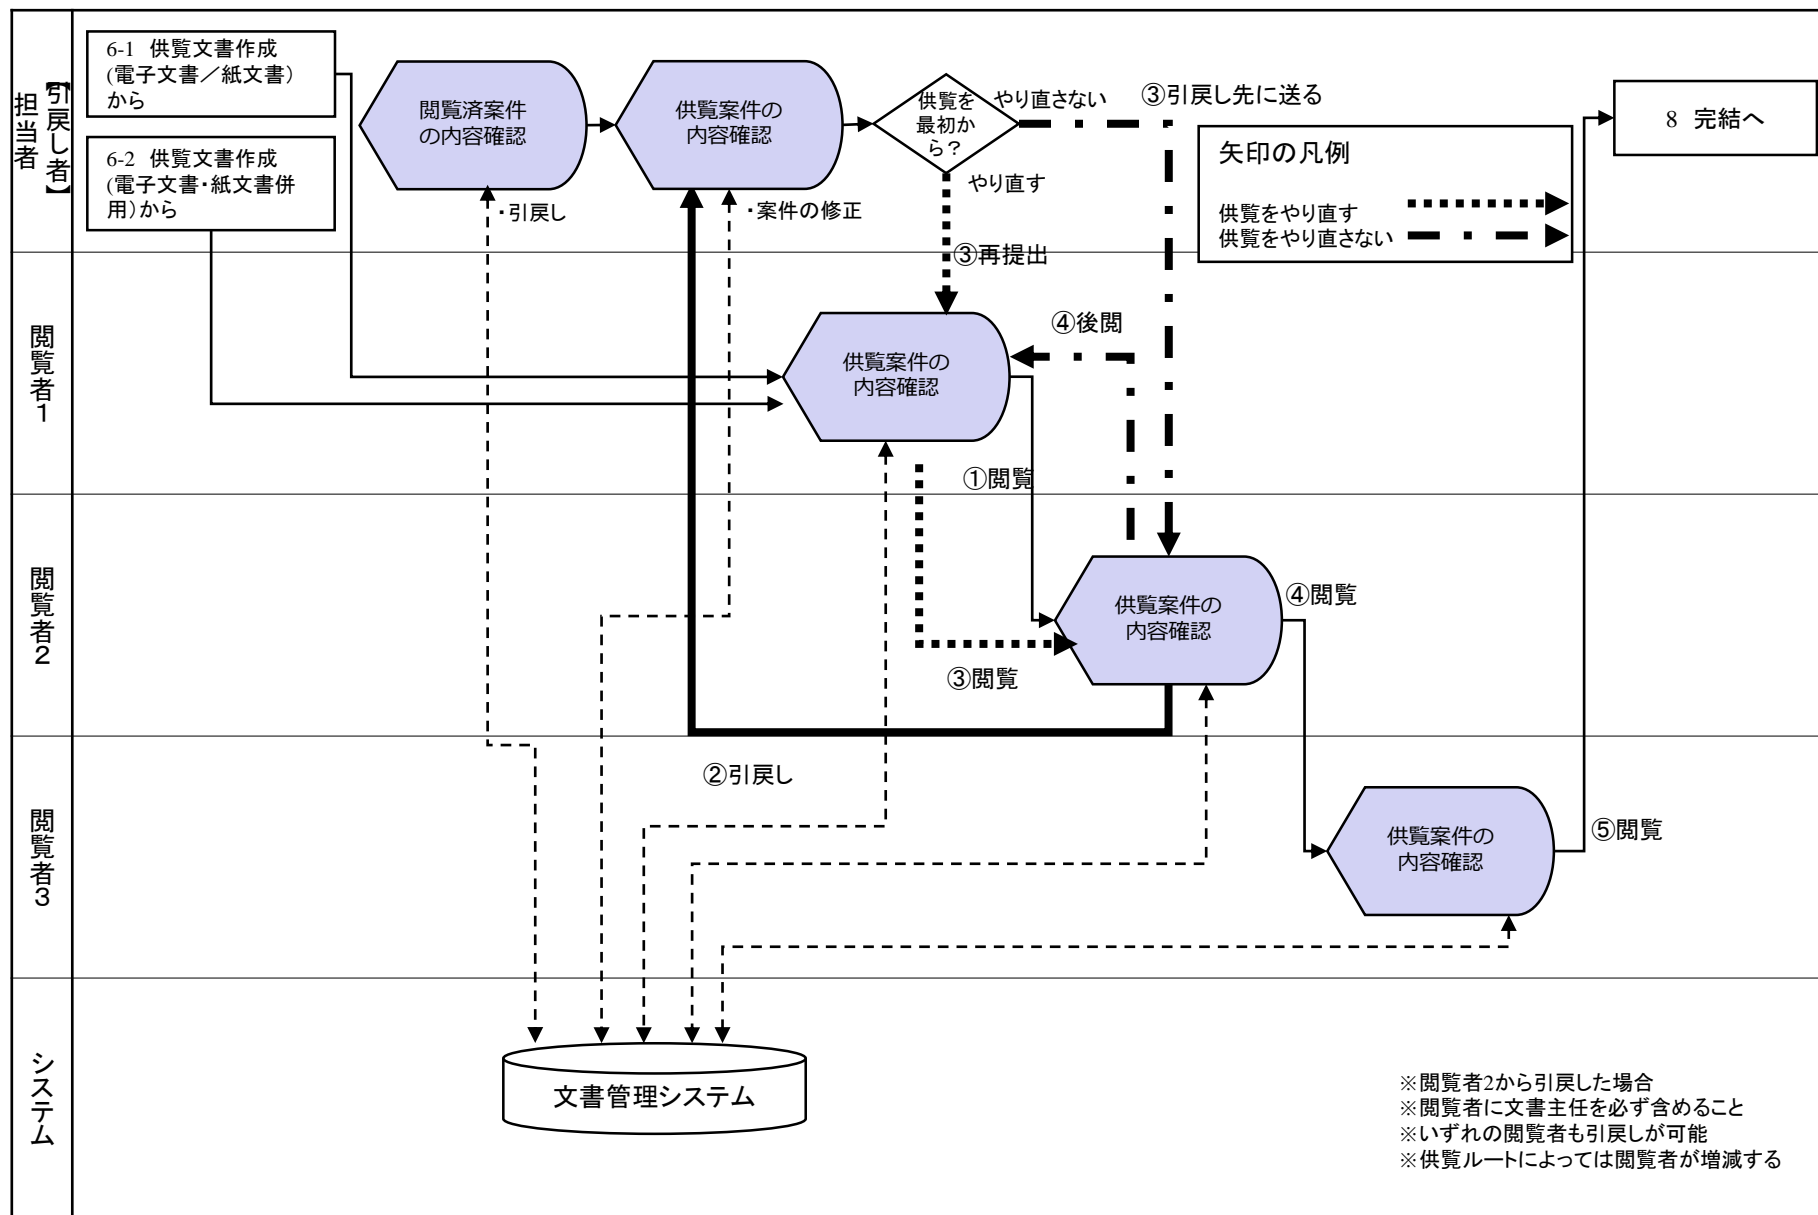 担当者
【引戻し者】
6-1 供覧文書作成
(電子文書／紙文書)
から
6-2 供覧文書作成
(電子文書・紙文書併
用)から
閲覧済案件
の内容確認
・引戻し
供覧案件の
内容確認
・案件の修正
供覧を
最初か
ら？
やり直さない
やり直す
③引戻し先に送る
③再提出
矢印の凡例
供覧をやり直す
供覧をやり直さない
8 完結へ
閲覧者１
供覧案件の
内容確認
④後閲
①閲覧
閲覧者２
供覧案件の
内容確認
④閲覧
③閲覧
閲覧者３
②引戻し
供覧案件の
内容確認
⑤閲覧
システム
文書管理システム
※閲覧者2から引戻した場合
※閲覧者に文書主任を必ず含めること
※いずれの閲覧者も引戻しが可能
※供覧ルートによっては閲覧者が増減する